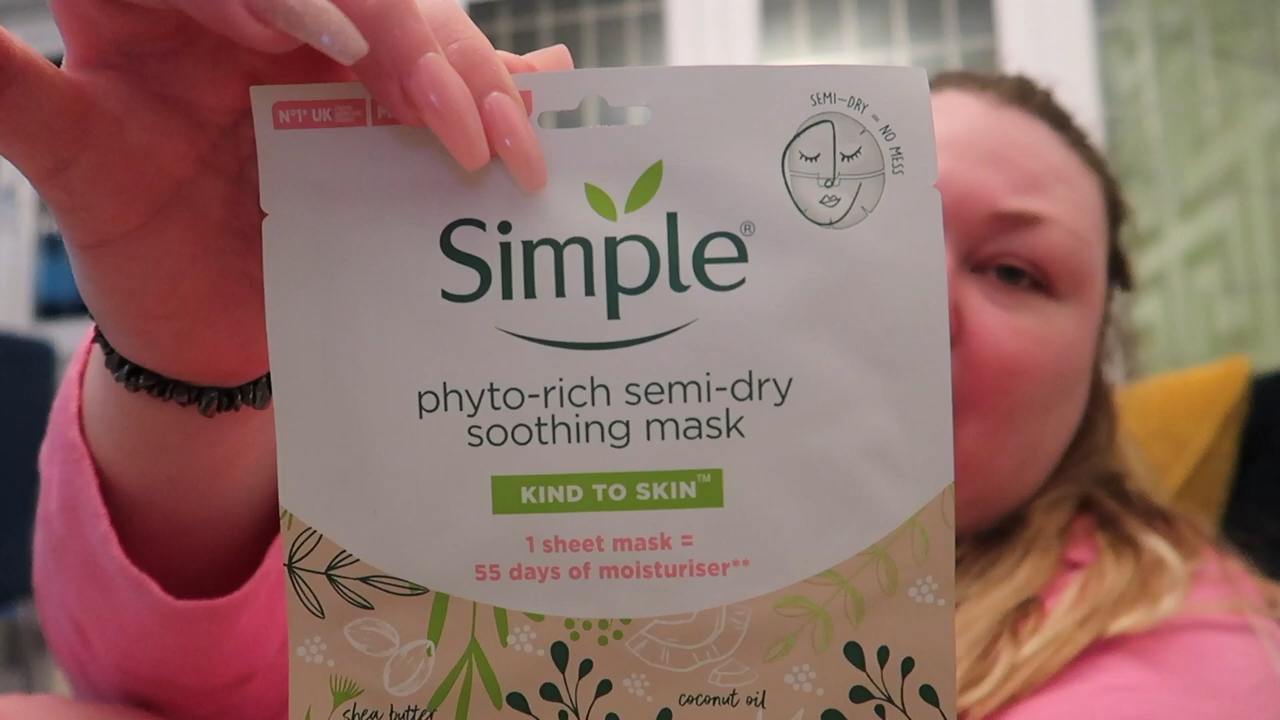 N°1* UK
SEMI-DRY = NO MESS
Simple®
phyto-rich semi-dry
soothing mask
KIND TO SKIN™
1 sheet mask =
55 days of moisturiser**
coconut oil
shea butter